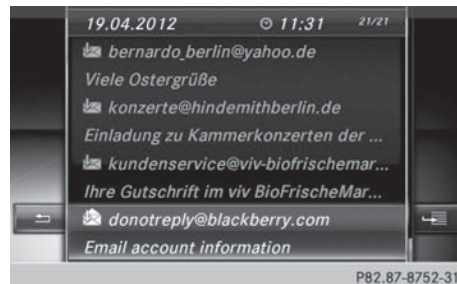 19.04.2012 11:31 21/21
bernardo_berlin@yahoo.de
Viele Ostergrüße
konzerte@hindemithberlin.de
Einladung zu Kammerkonzerten der ...
kundenservice@viv-biofrischemar...
Ihre Gutschrift im viv BioFrischeMar...
donotreply@blackberry.com
Email account information
P82.87-8752-31